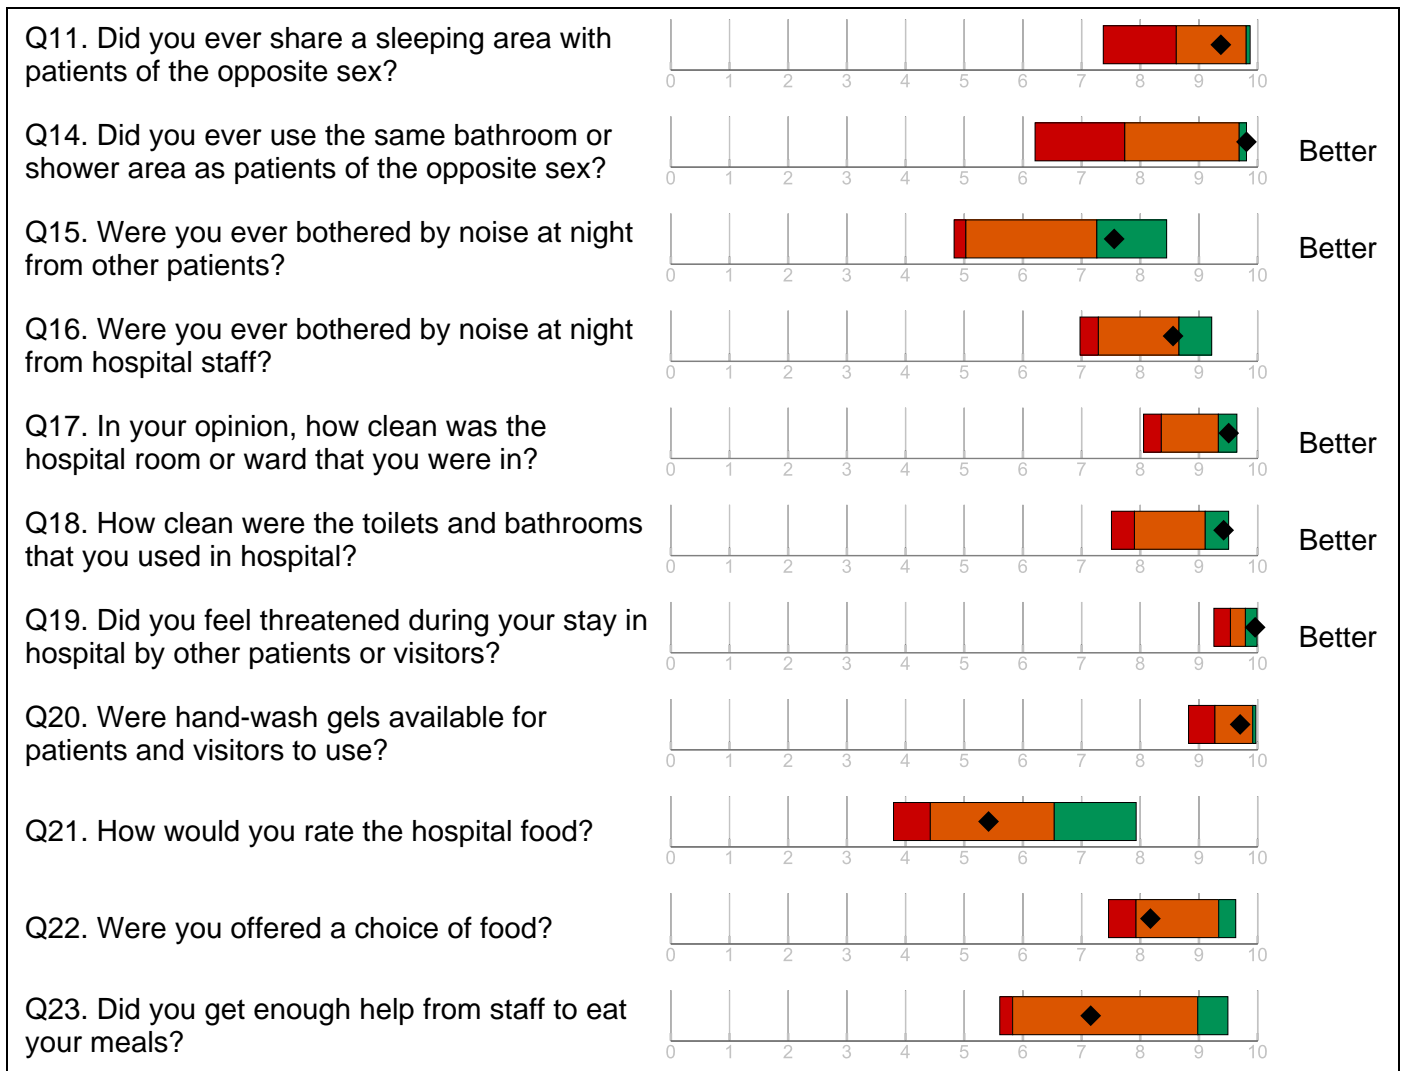 Q11. Did you ever share a sleeping area with
patients of the opposite sex?
0 1 2 3 4 5 6 7 8 9 10
Q14. Did you ever use the same bathroom or
shower area as patients of the opposite sex?
0 1 2 3 4 5 6 7 8 9 10
Better
Q15. Were you ever bothered by noise at night
from other patients?
0 1 2 3 4 5 6 7 8 9 10
Better
Q16. Were you ever bothered by noise at night
from hospital staff?
0 1 2 3 4 5 6 7 8 9 10
Q17. In your opinion, how clean was the
hospital room or ward that you were in?
0 1 2 3 4 5 6 7 8 9 10
Better
Q18. How clean were the toilets and bathrooms
that you used in hospital?
0 1 2 3 4 5 6 7 8 9 10
Better
Q19. Did you feel threatened during your stay in
hospital by other patients or visitors?
0 1 2 3 4 5 6 7 8 9 10
Better
Q20. Were hand-wash gels available for
patients and visitors to use?
0 1 2 3 4 5 6 7 8 9 10
Q21. How would you rate the hospital food?
0 1 2 3 4 5 6 7 8 9 10
Q22. Were you offered a choice of food?
0 1 2 3 4 5 6 7 8 9 10
Q23. Did you get enough help from staff to eat
your meals?
0 1 2 3 4 5 6 7 8 9 10